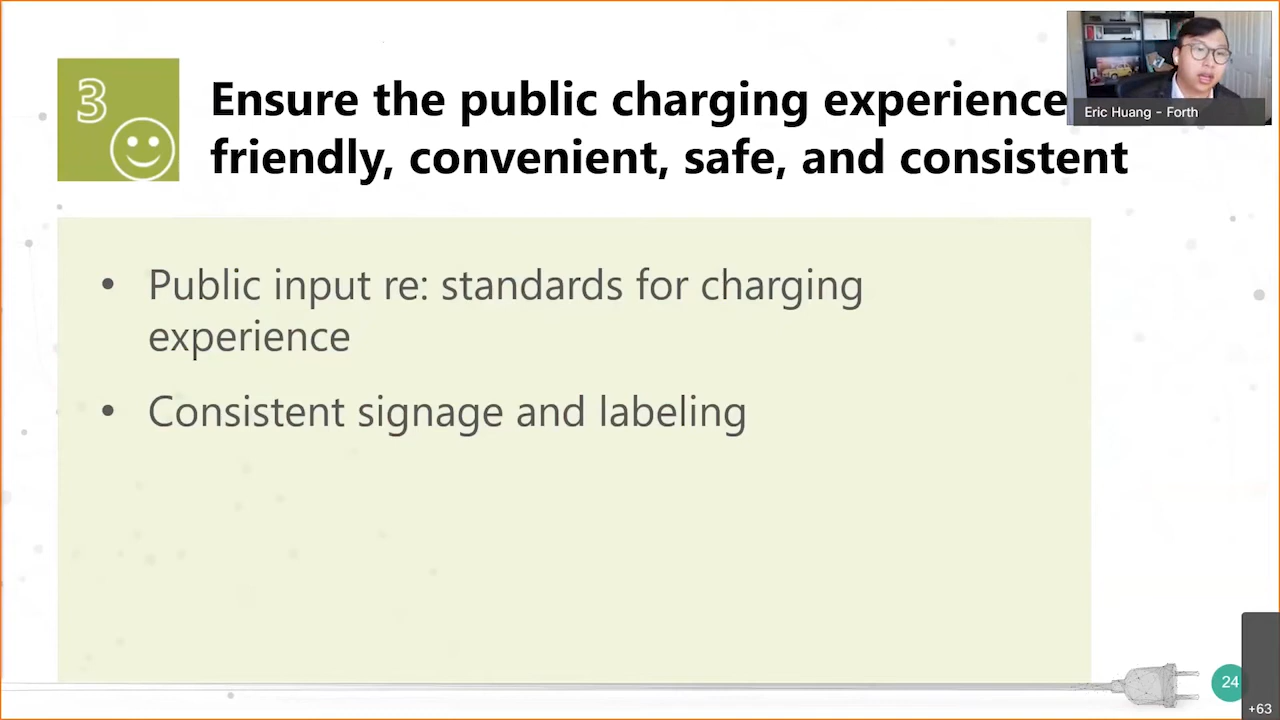 3
Ensure the public charging experience
friendly, convenient, safe, and consistent
Eric Huang - Forth
• Public input re: standards for charging
experience
• Consistent signage and labeling
24
+63